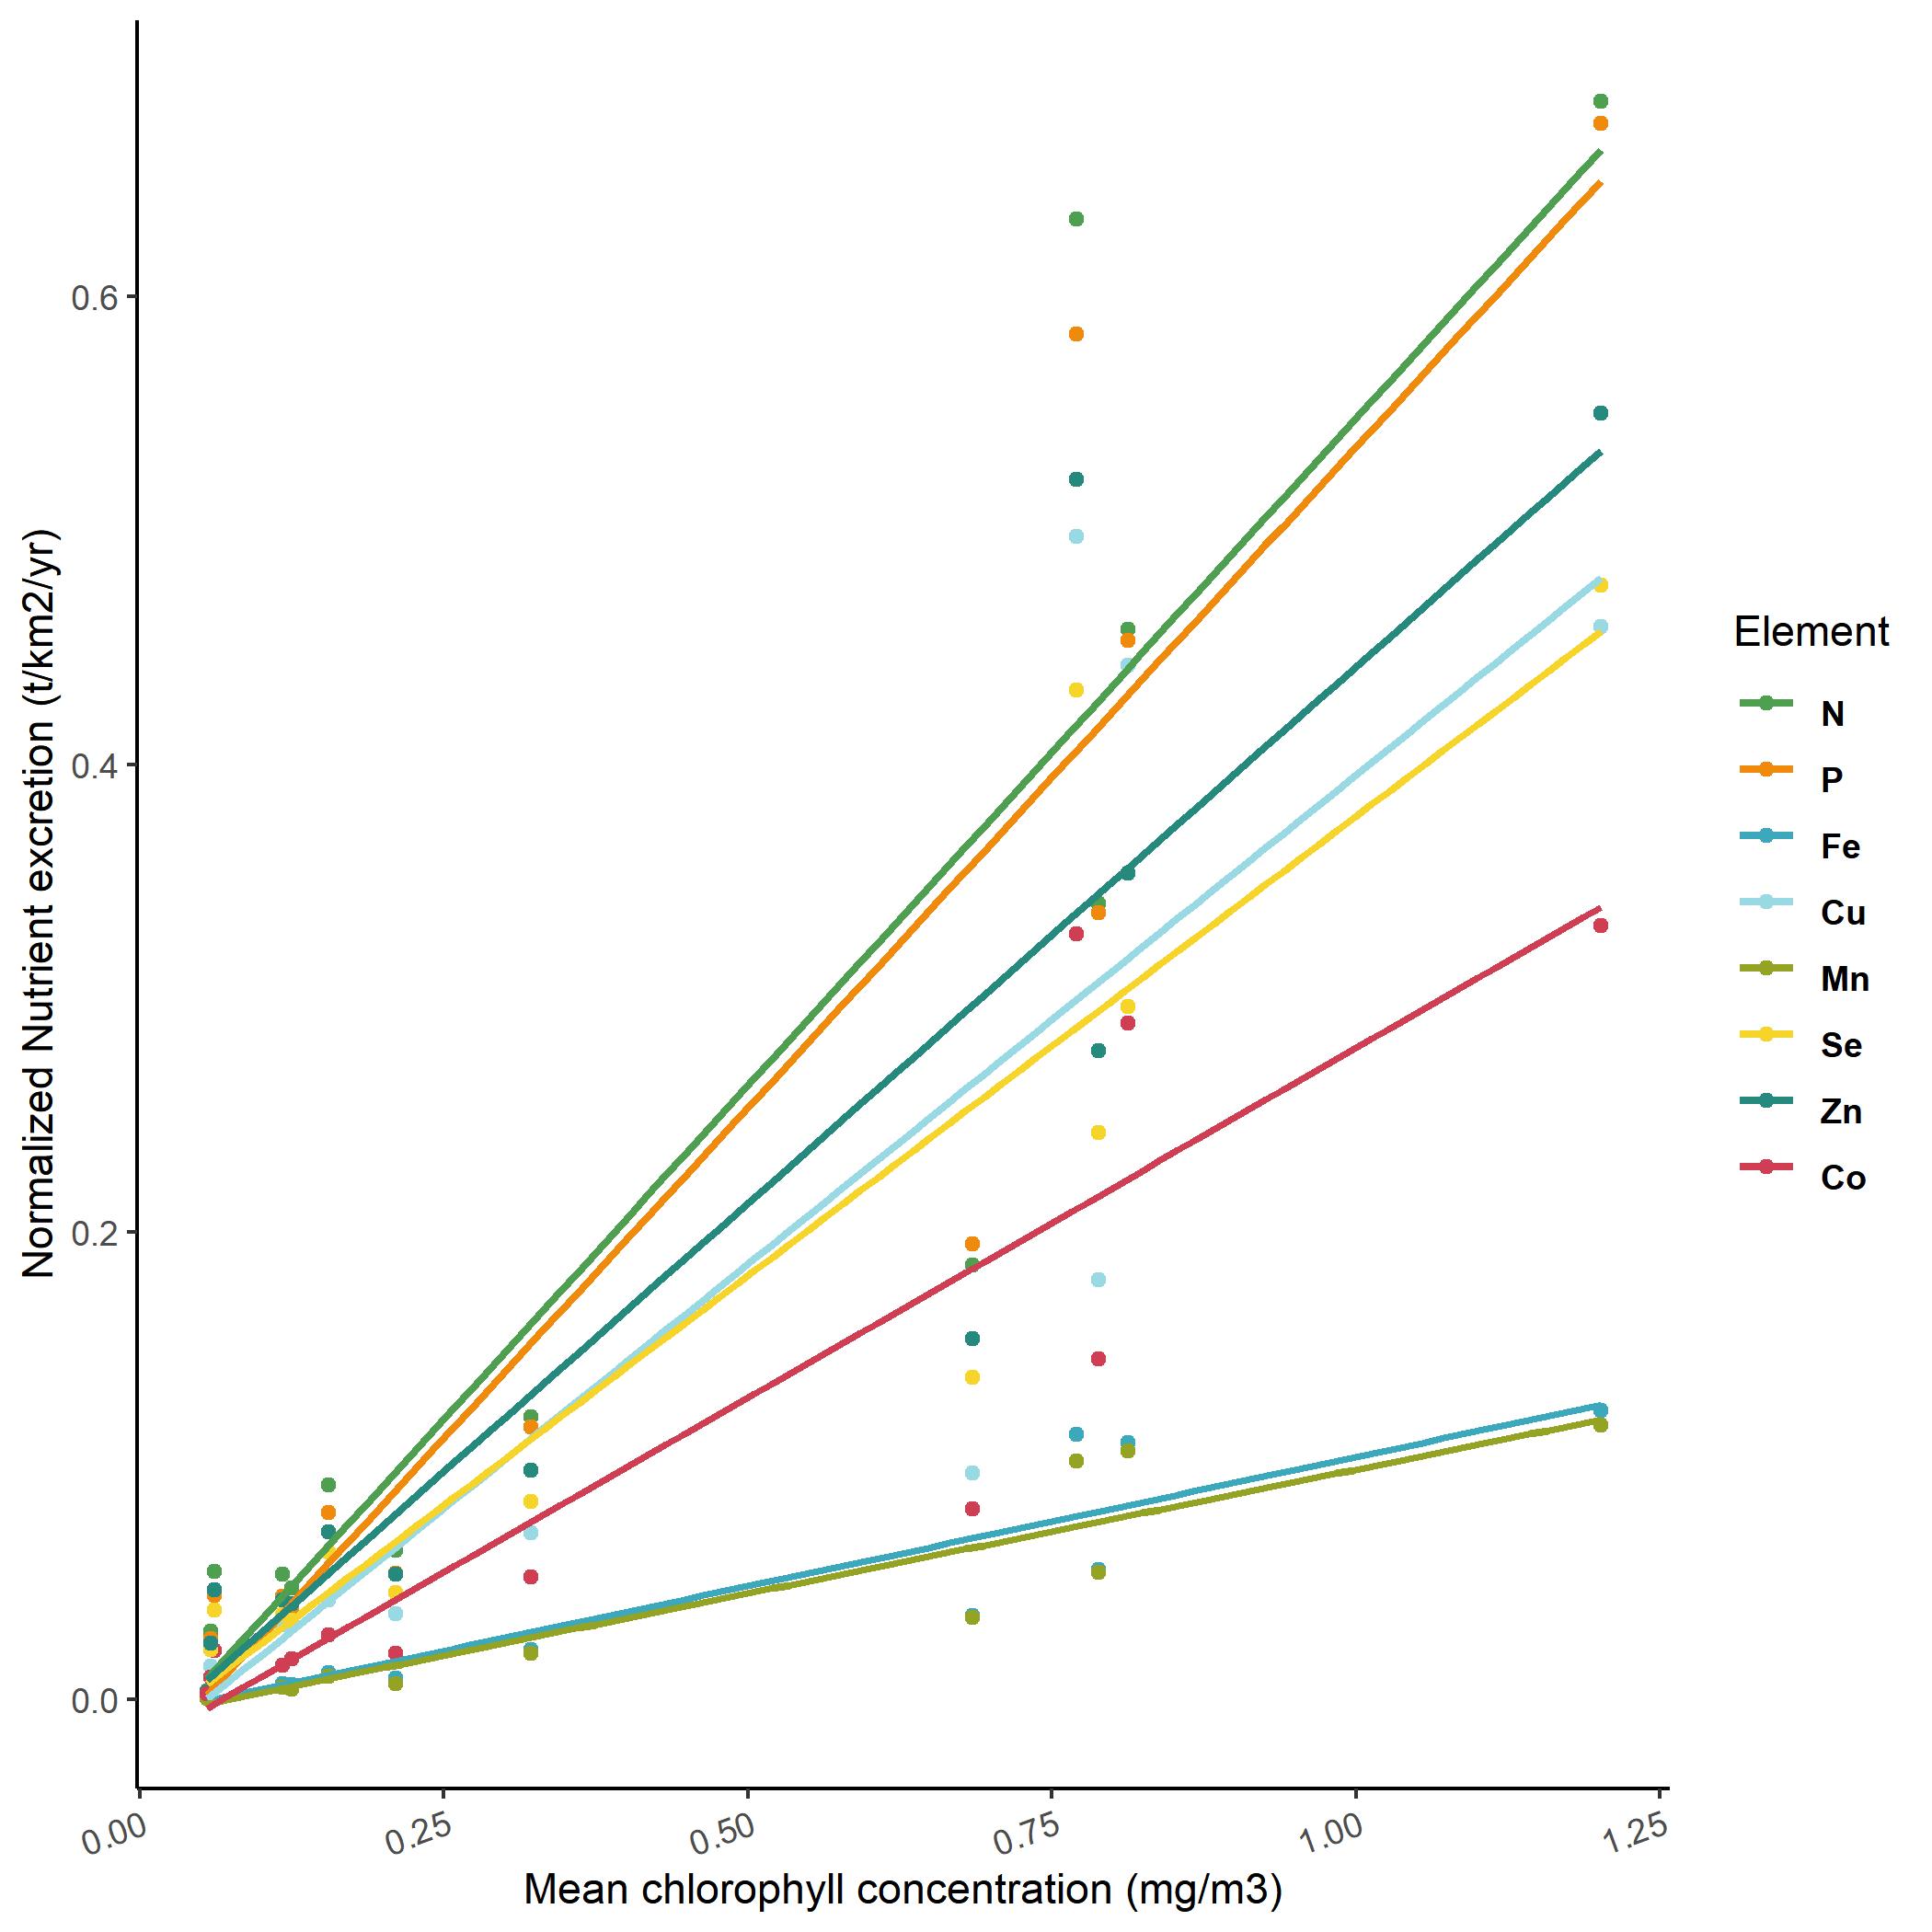 Normalized Nutrient excretion (t/km2/yr)
0.6
0.4
0.2
0.0
0.00
0.25
0.50
0.75
1.00
1.25
Mean chlorophyll concentration (mg/m3)
Element
N
P
Fe
Cu
Mn
Se
Zn
Co